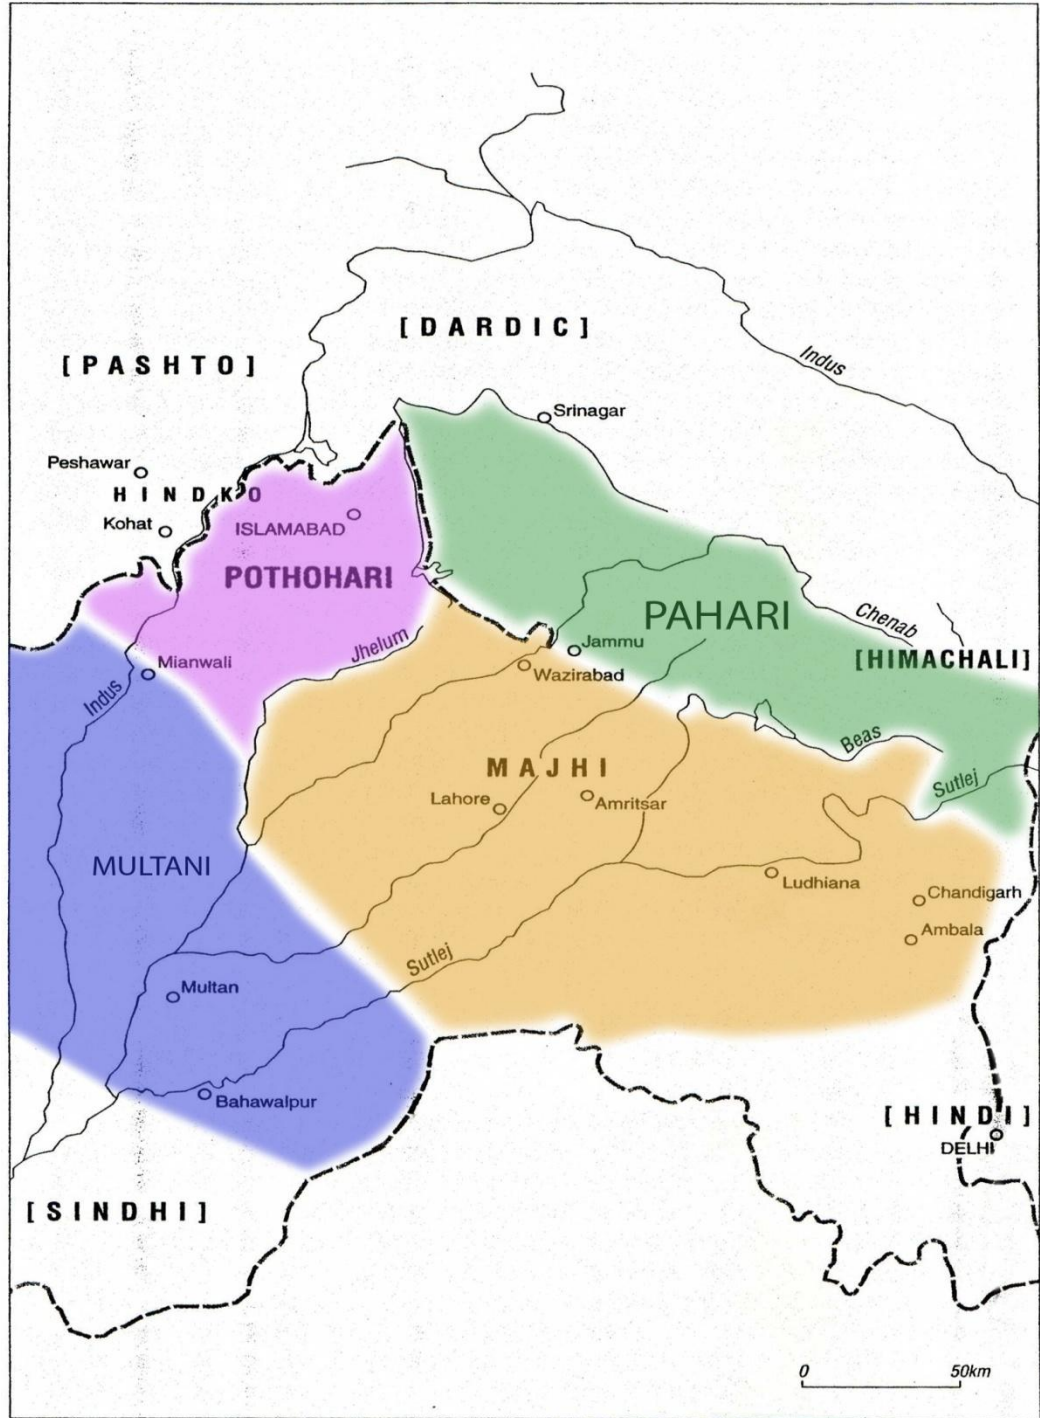 [DARDIC]
[PASHTO]
Indus
Srinagar
Peshawar
HINDKO
Kohat
ISLAMABAD
POTHOHARI
PAHARI
Chenab
Jhelum
Jammu
[HIMACHALI]
Mianwali
Wazirabad
Indus
Beas
MAJHI
Sutlej
Lahore
Amritsar
MULTANI
Ludhiana
Chandigarh
Ambala
Sutlej
Multan
Bahawalpur
[HINDI]
DELHI
[SINDHI]
0 50km